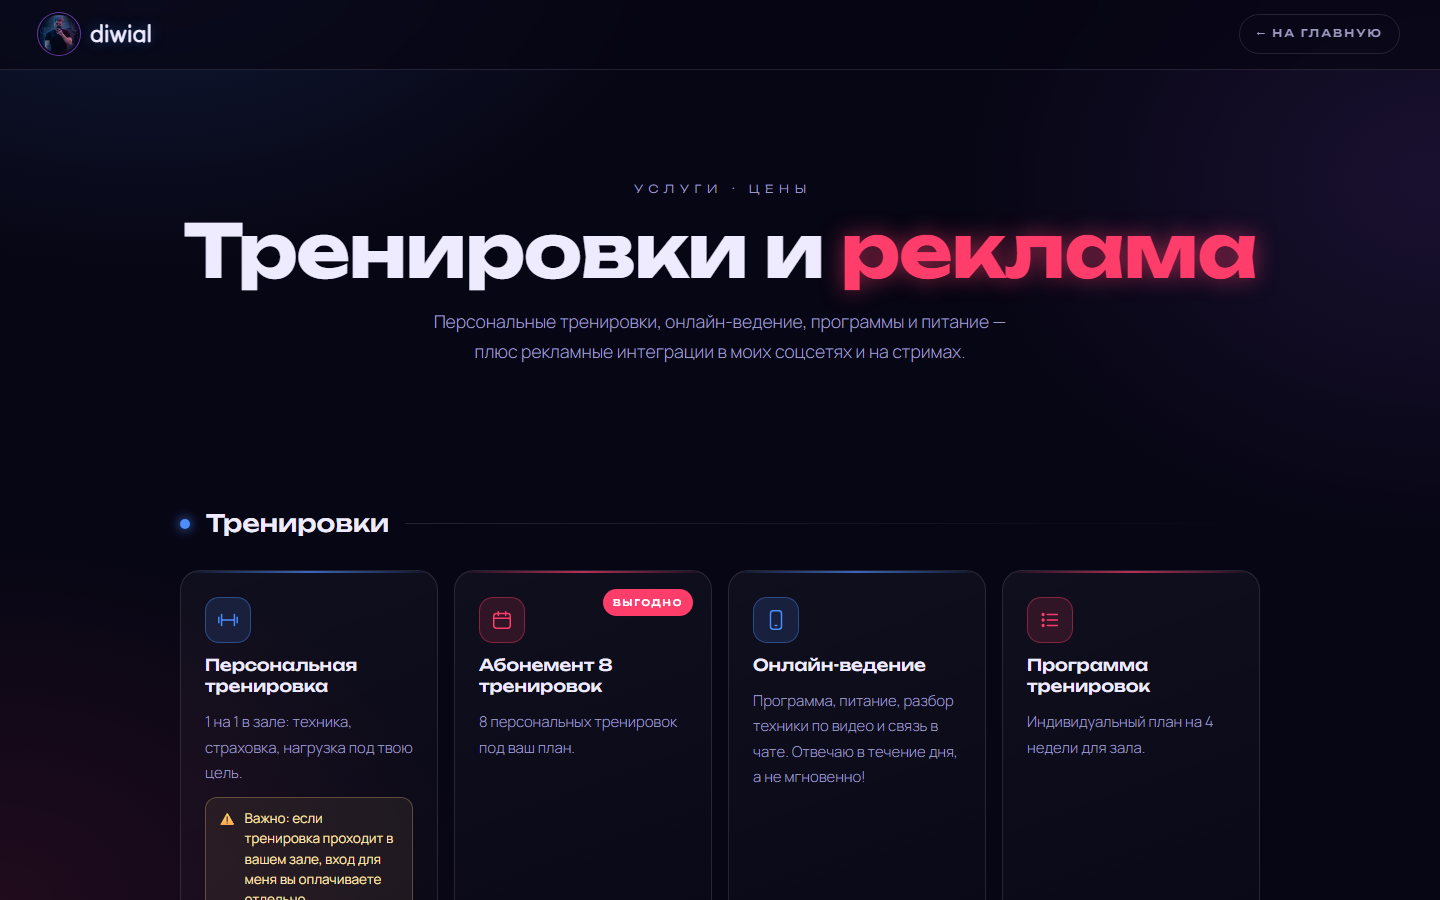 diwial
← НА ГЛАВНУЮ
УСЛУГИ · ЦЕНЫ
Тренировки и реклама
Персональные тренировки, онлайн-ведение, программы и питание —
плюс рекламные интеграции в моих соцсетях и на стримах.
Тренировки
Персональная
тренировка
1 на 1 в зале: техника,
страховка, нагрузка под твою
цель.
Важно: если
тренировка проходит в
вашем зале, вход для
меня вы оплачиваете
отдельно
ВЫГОДНО
Абонемент 8
тренировок
8 персональных тренировок
под ваш план.
Онлайн-ведение
Программа, питание, разбор
техники по видео и связь в
чате. Отвечаю в течение дня,
а не мгновенно!
Программа
тренировок
Индивидуальный план на 4
недели для зала.